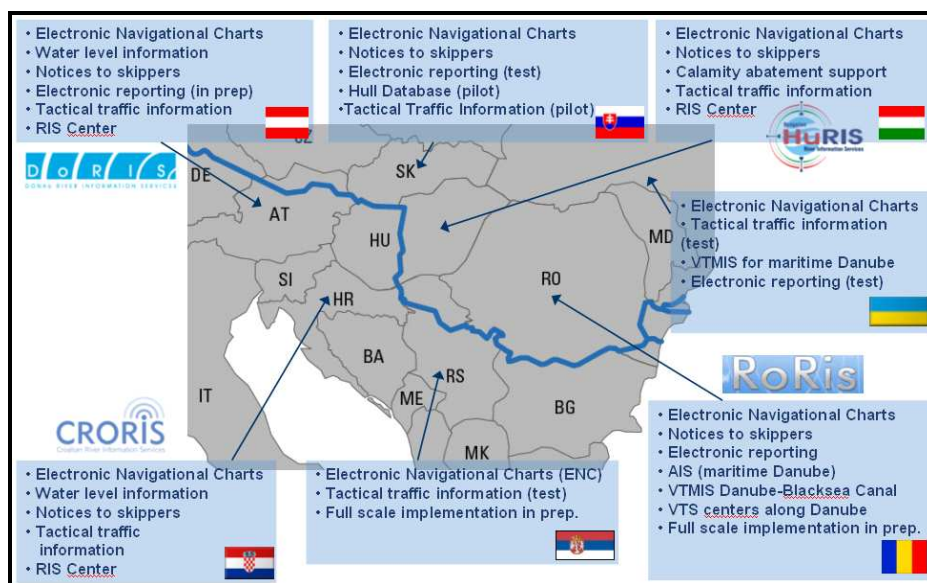 • Electronic Navigational Charts
• Water level information
• Notices to skippers
• Electronic reporting (in prep)
• Tactical traffic information
• RIS Center
• Electronic Navigational Charts
• Notices to skippers
• Electronic reporting (test)
• Hull Database (pilot)
•Tactical Traffic Information (pilot)
• Electronic Navigational Charts
• Notices to skippers
• Calamity abatement support
• Tactical traffic information
• RIS Center
HuRIS
River Information Services
DoRIS
DONAU RIVER INFORMATION SERVICES
CZ
DE
SK
AT
HU
MD
SI
HR
RO
BA
RS
IT
ME
BG
MK
• Electronic Navigational Charts
• Tactical traffic information
(test)
• VTMIS for maritime Danube
• Electronic reporting (test)
RoRis
CRORIS
Croatian River Information Services
• Electronic Navigational Charts
• Water level information
• Notices to skippers
• Tactical traffic
information
• RIS Center
• Electronic Navigational Charts (ENC)
• Tactical traffic information (test)
• Full scale implementation in prep.
• Electronic Navigational Charts
• Notices to skippers
• Electronic reporting
• AIS (maritime Danube)
• VTMIS Danube-Blacksea Canal
• VTS centers along Danube
• Full scale implementation in prep.